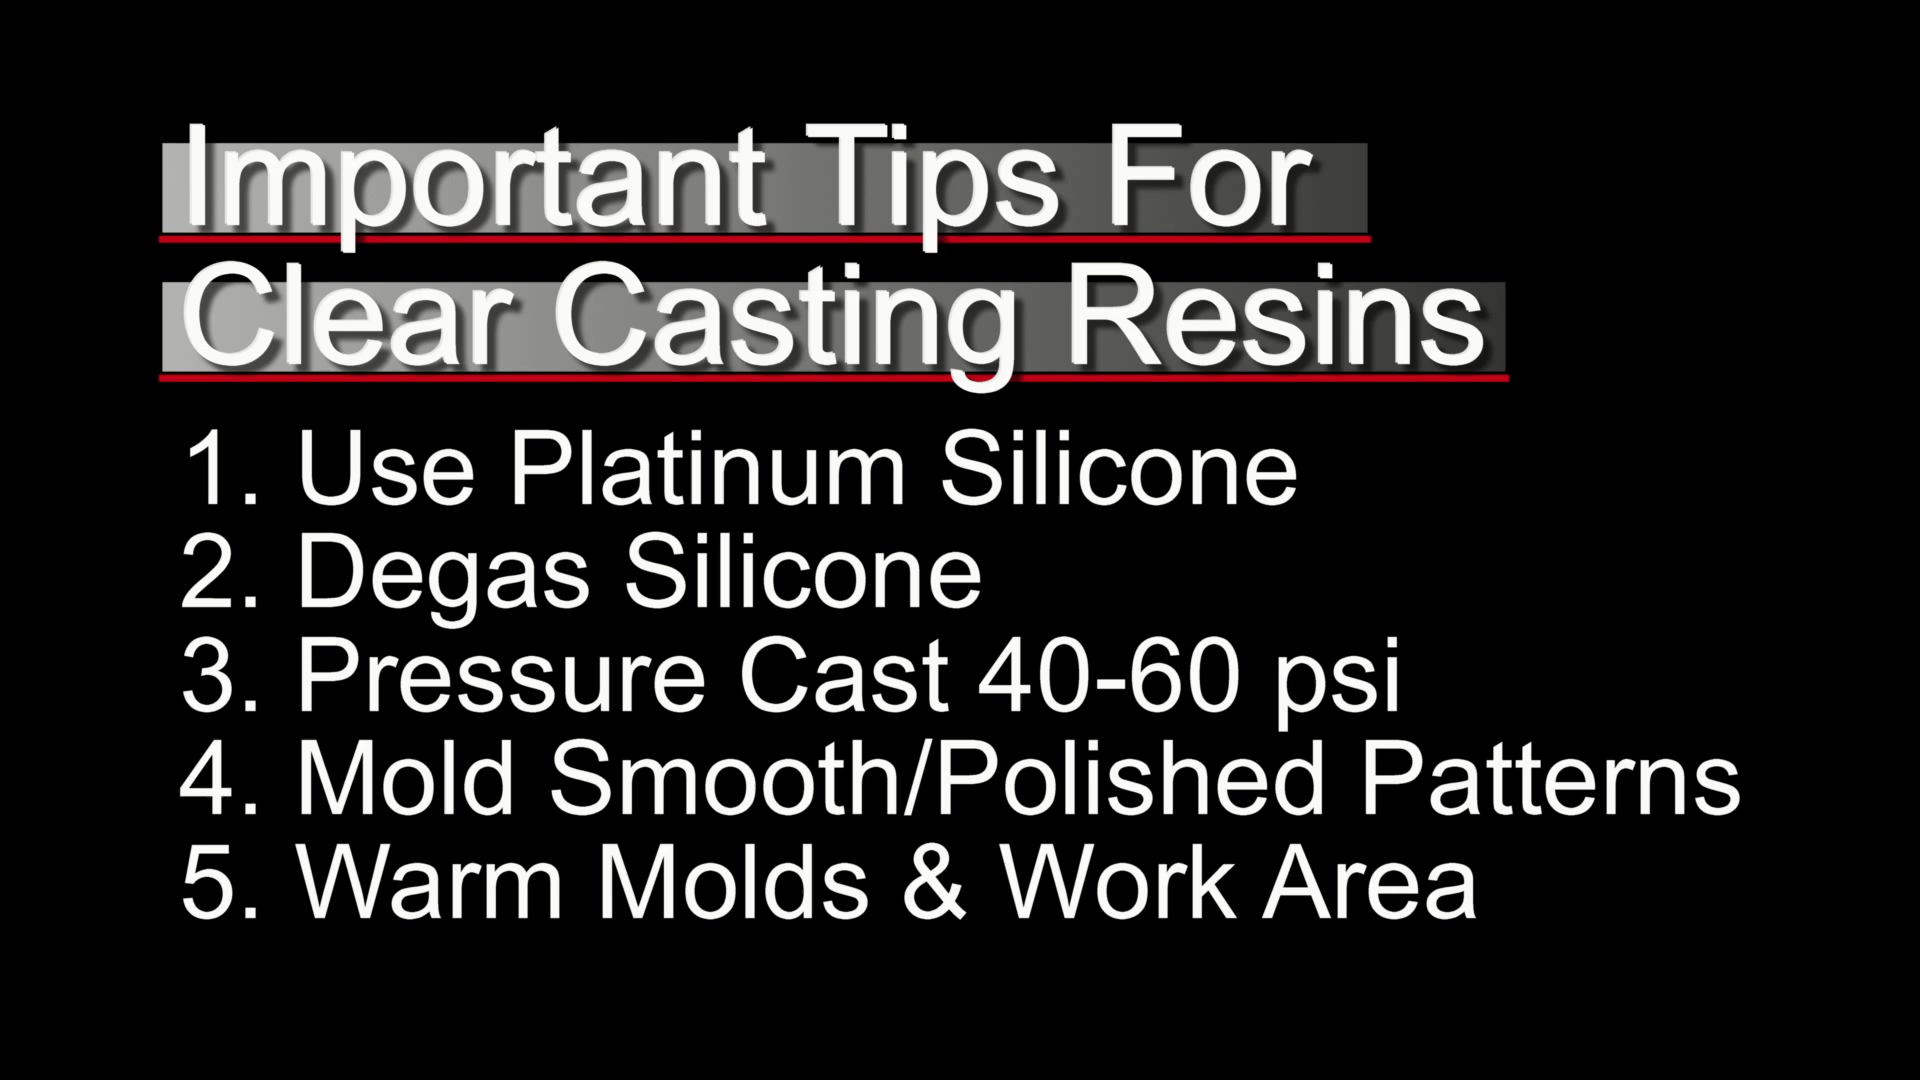 Important Tips For
Clear Casting Resins
1. Use Platinum Silicone
2. Degas Silicone
3. Pressure Cast 40-60 psi
4. Mold Smooth/Polished Patterns
5. Warm Molds & Work Area